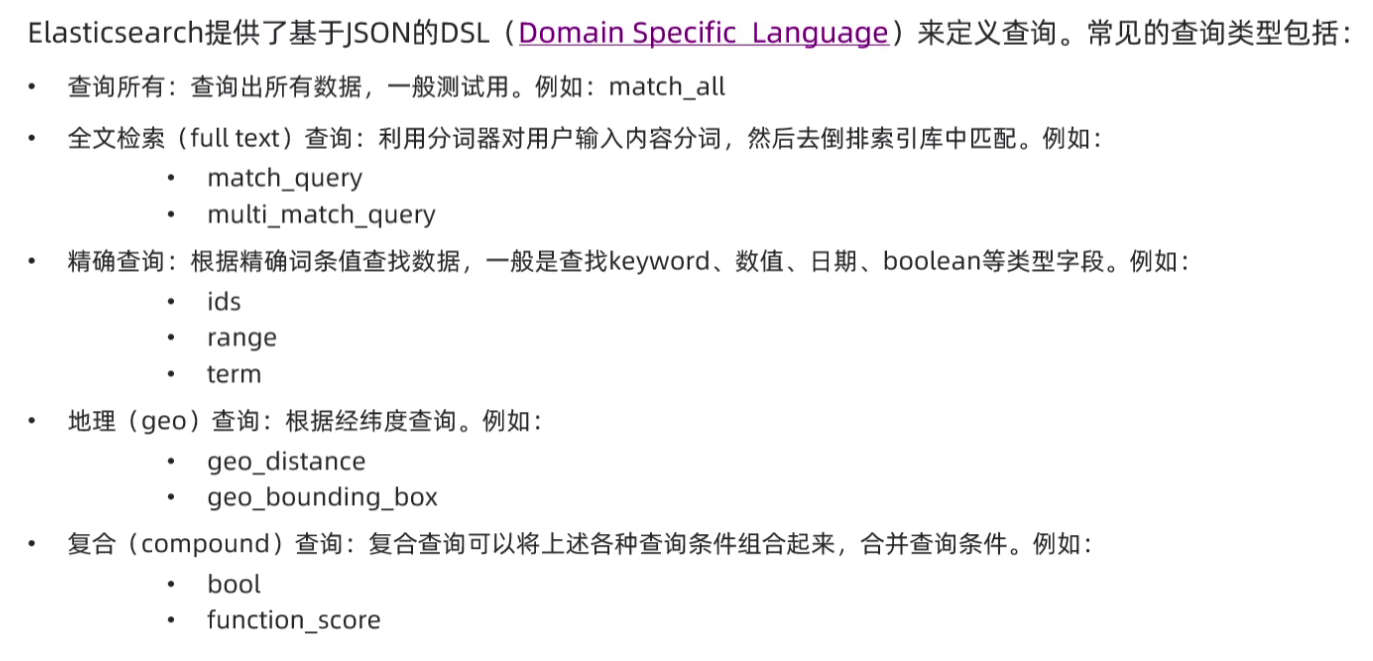 Elasticsearch提供了基于JSON的DSL（Domain Specific Language）来定义查询。常见的查询类型包括：
• 查询所有：查询出所有数据，一般测试用。例如：match_all
• 全文检索（full text）查询：利用分词器对用户输入内容分词，然后去倒排索引库中匹配。例如：
• match_query
• multi_match_query
• 精确查询：根据精确词条值查找数据，一般是查找keyword、数值、日期、boolean等类型字段。例如：
• ids
• range
• term
• 地理（geo）查询：根据经纬度查询。例如：
• geo_distance
• geo_bounding_box
• 复合（compound）查询：复合查询可以将上述各种查询条件组合起来，合并查询条件。例如：
• bool
• function_score